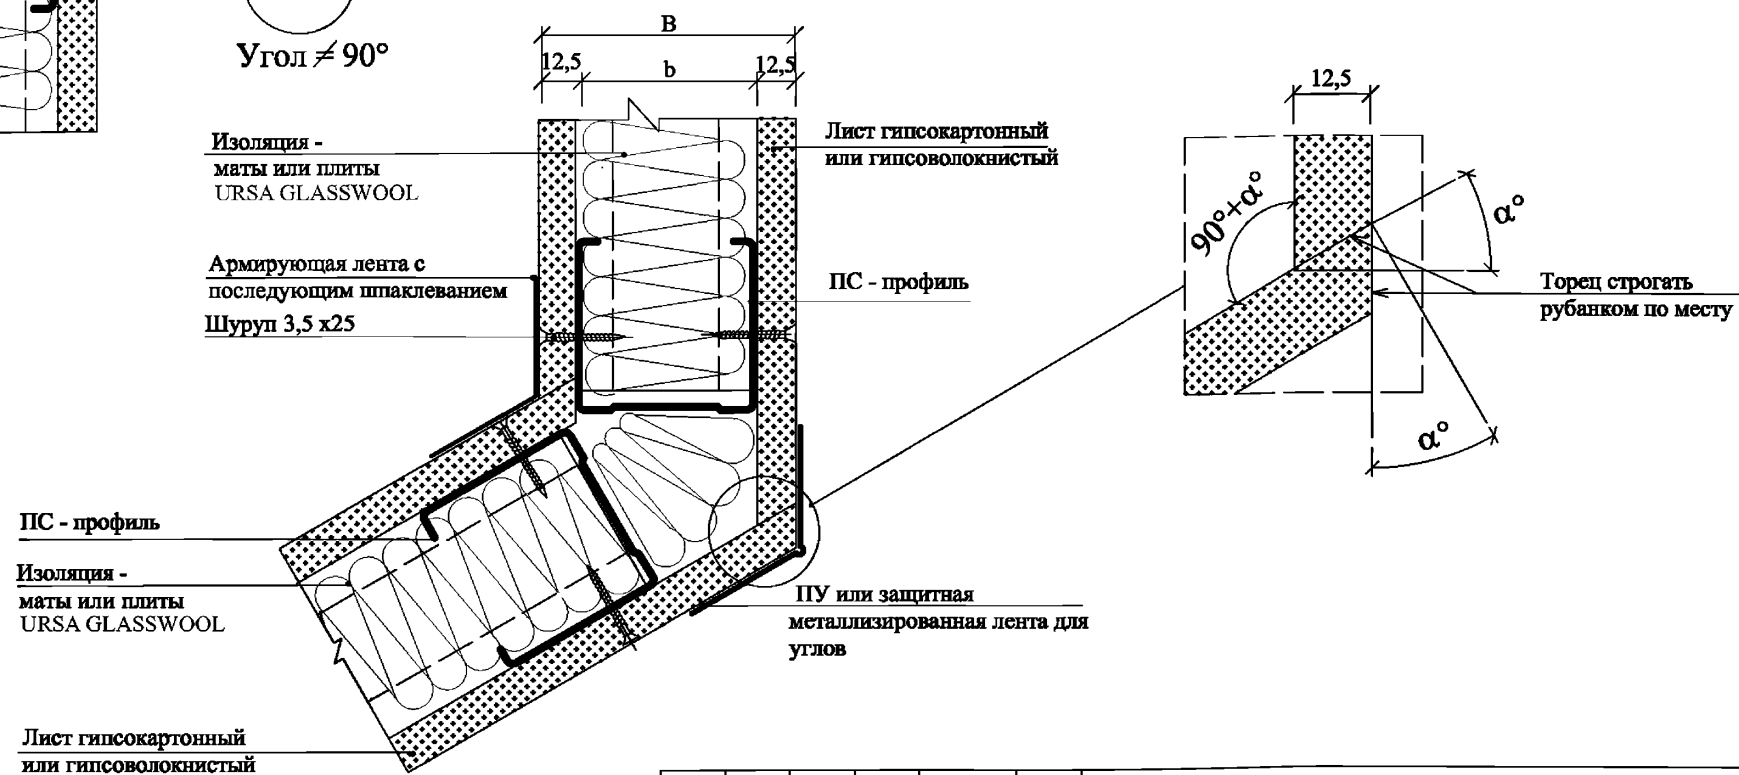 Угол ≠ 90°
B
12,5
b
12,5
Изоляция -
маты или плиты
URSA GLASSWOOL
Лист гипсокартонный
или гипсоволокнистый
Армирующая лента с
последующим шпаклеванием
Шуруп 3,5 х25
ПС - профиль
12,5
90°+α°
α°
Торец строгать
рубанком по месту
α°
ПС - профиль
Изоляция -
маты или плиты
URSA GLASSWOOL
ПУ или защитная
металлизированная лента для
углов
Лист гипсокартонный
или гипсоволокнистый